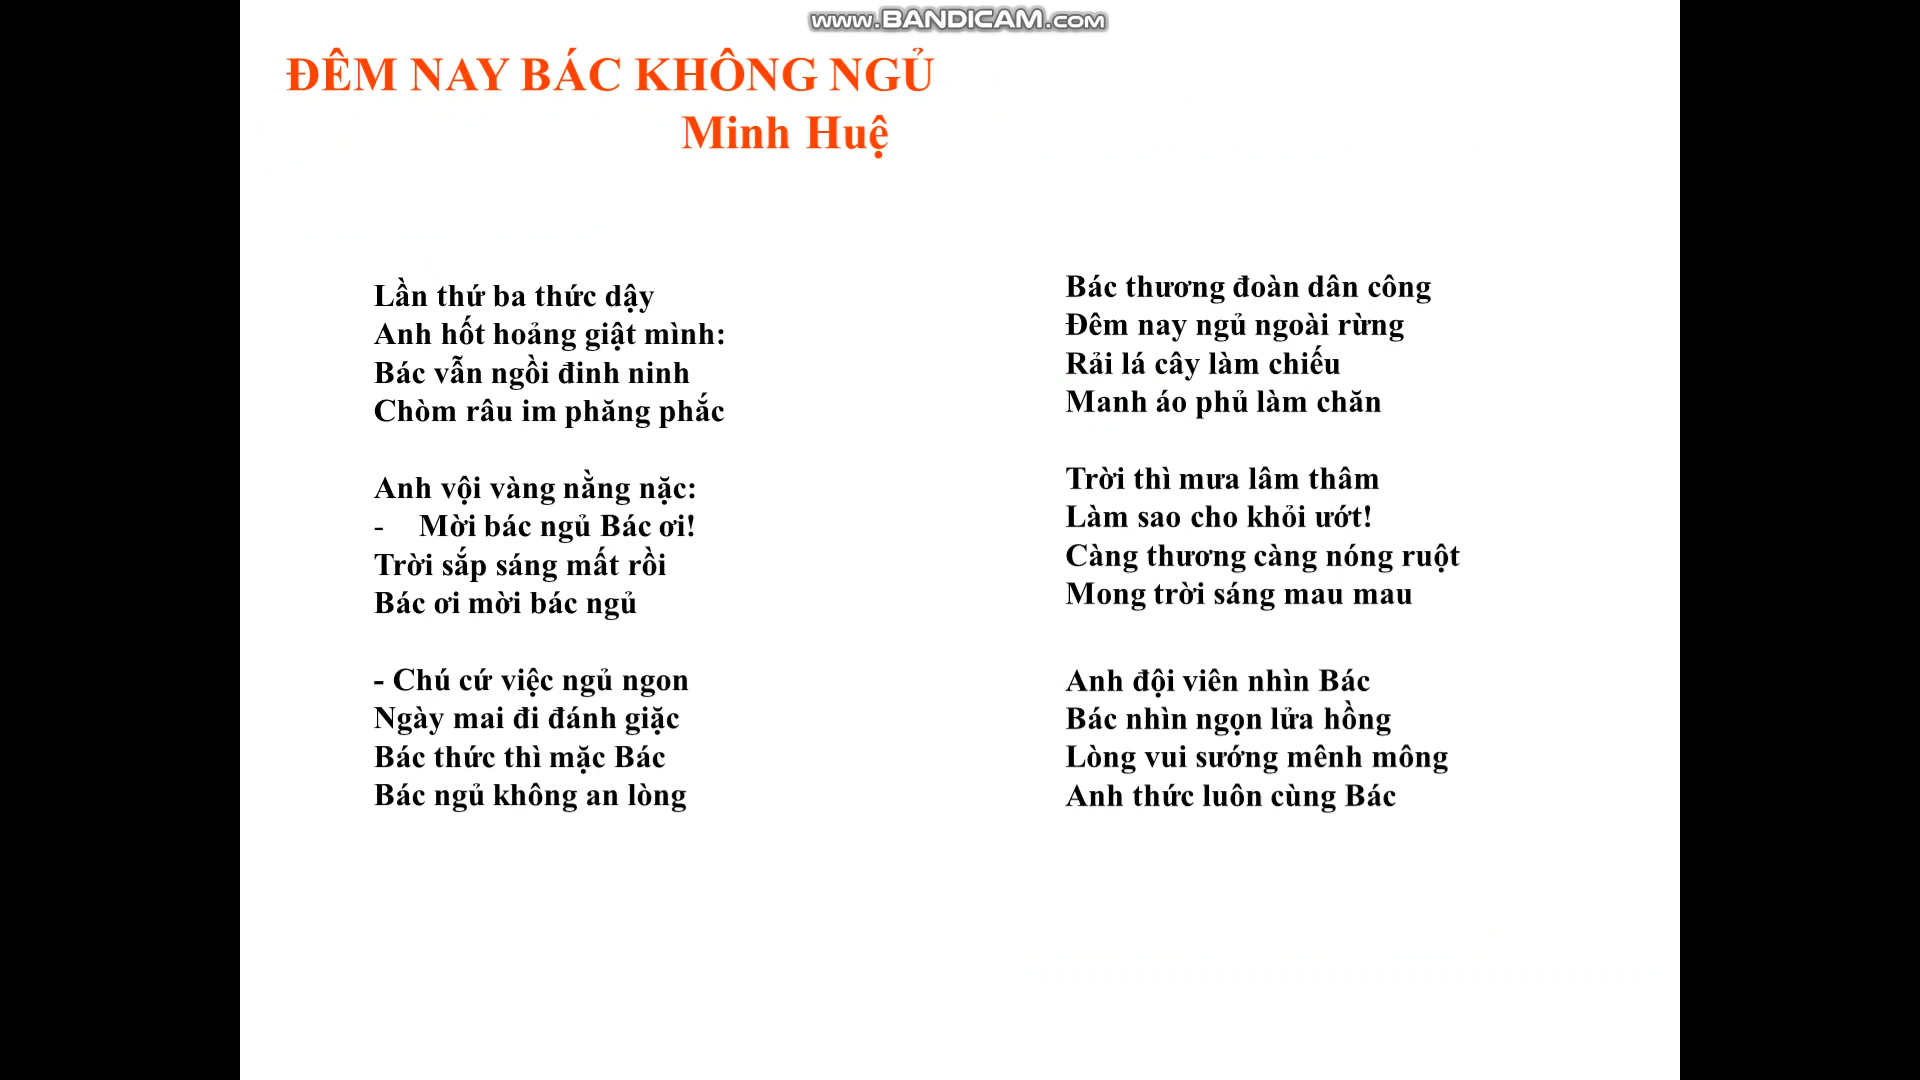 www.BANDICAM.com
ĐÊM NAY BÁC KHÔNG NGỦ
Minh Huệ
Lần thứ ba thức dậy
Anh hốt hoảng giật mình:
Bác vẫn ngồi đinh ninh
Chòm râu im phăng phắc
Anh vội vàng nằng nặc:
- Mời bác ngủ Bác ơi!
Trời sắp sáng mất rồi
Bác ơi mời bác ngủ
- Chú cứ việc ngủ ngon
Ngày mai đi đánh giặc
Bác thức thì mặc Bác
Bác ngủ không an lòng
Bác thương đoàn dân công
Đêm nay ngủ ngoài rừng
Rải lá cây làm chiếu
Manh áo phủ làm chăn
Trời thì mưa lâm thâm
Làm sao cho khỏi ướt!
Càng thương càng nóng ruột
Mong trời sáng mau mau
Anh đội viên nhìn Bác
Bác nhìn ngọn lửa hồng
Lòng vui sướng mênh mông
Anh thức luôn cùng Bác